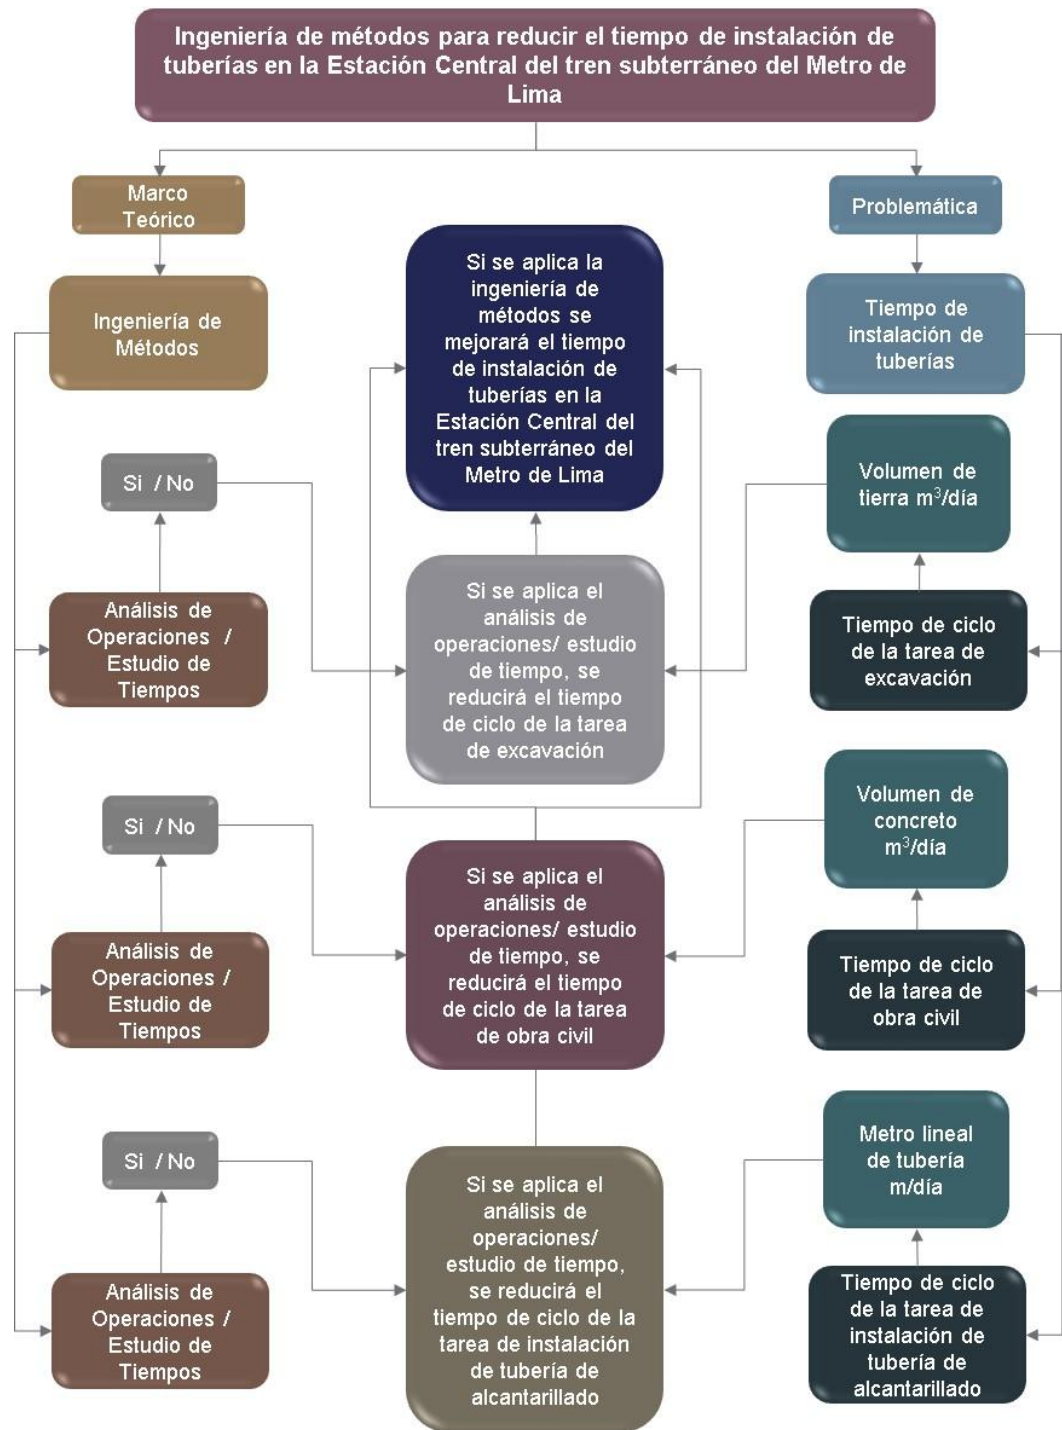 Ingeniería de métodos para reducir el tiempo de instalación de
tuberías en la Estación Central del tren subterráneo del Metro de
Lima
Marco
Teórico
Problemática
Ingeniería de
Métodos
Si se aplica la
ingeniería de
métodos se
mejorará el tiempo
de instalación de
tuberías en la
Estación Central del
tren subterráneo del
Metro de Lima
Tiempo de
instalación de
tuberías
Si / No
Volumen de
tierra m³/día
Análisis de
Operaciones /
Estudio de
Tiempos
Si se aplica el
análisis de
operaciones/ estudio
de tiempo, se
reducirá el tiempo
de ciclo de la tarea
de excavación
Tiempo de ciclo
de la tarea de
excavación
Si / No
Volumen de
concreto
m³/día
Análisis de
Operaciones /
Estudio de
Tiempos
Si se aplica el
análisis de
operaciones/ estudio
de tiempo, se
reducirá el tiempo
de ciclo de la tarea
de obra civil
Tiempo de ciclo
de la tarea de
obra civil
Si / No
Metro lineal
de tubería
m/día
Análisis de
Operaciones /
Estudio de
Tiempos
Si se aplica el
análisis de
operaciones/
estudio de tiempo,
se reducirá el
tiempo de ciclo de la
tarea de instalación
de tubería de
alcantarillado
Tiempo de ciclo
de la tarea de
instalación de
tubería de
alcantarillado